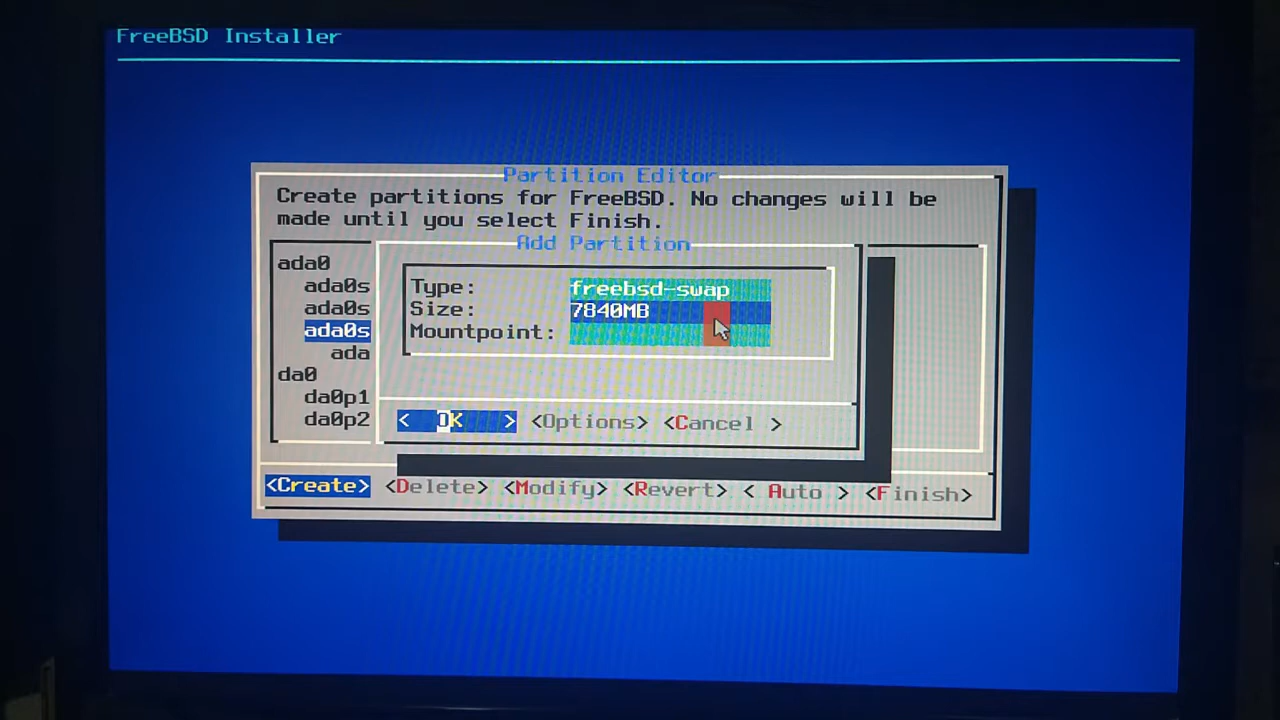 FreeBSD Installer
Partition Editor
Create partitions for FreeBSD. No changes will be
made until you select Finish.
Add Partition
ada0
ada0s
ada0s
ada0s
ada
da0
da0p1
da0p2
Type: freebsd-swap
Size: 7840MB
Mountpoint:
< OK > <Options> <Cancel >
<Create> <Delete> <Modify> <Revert> < Auto > <Finish>